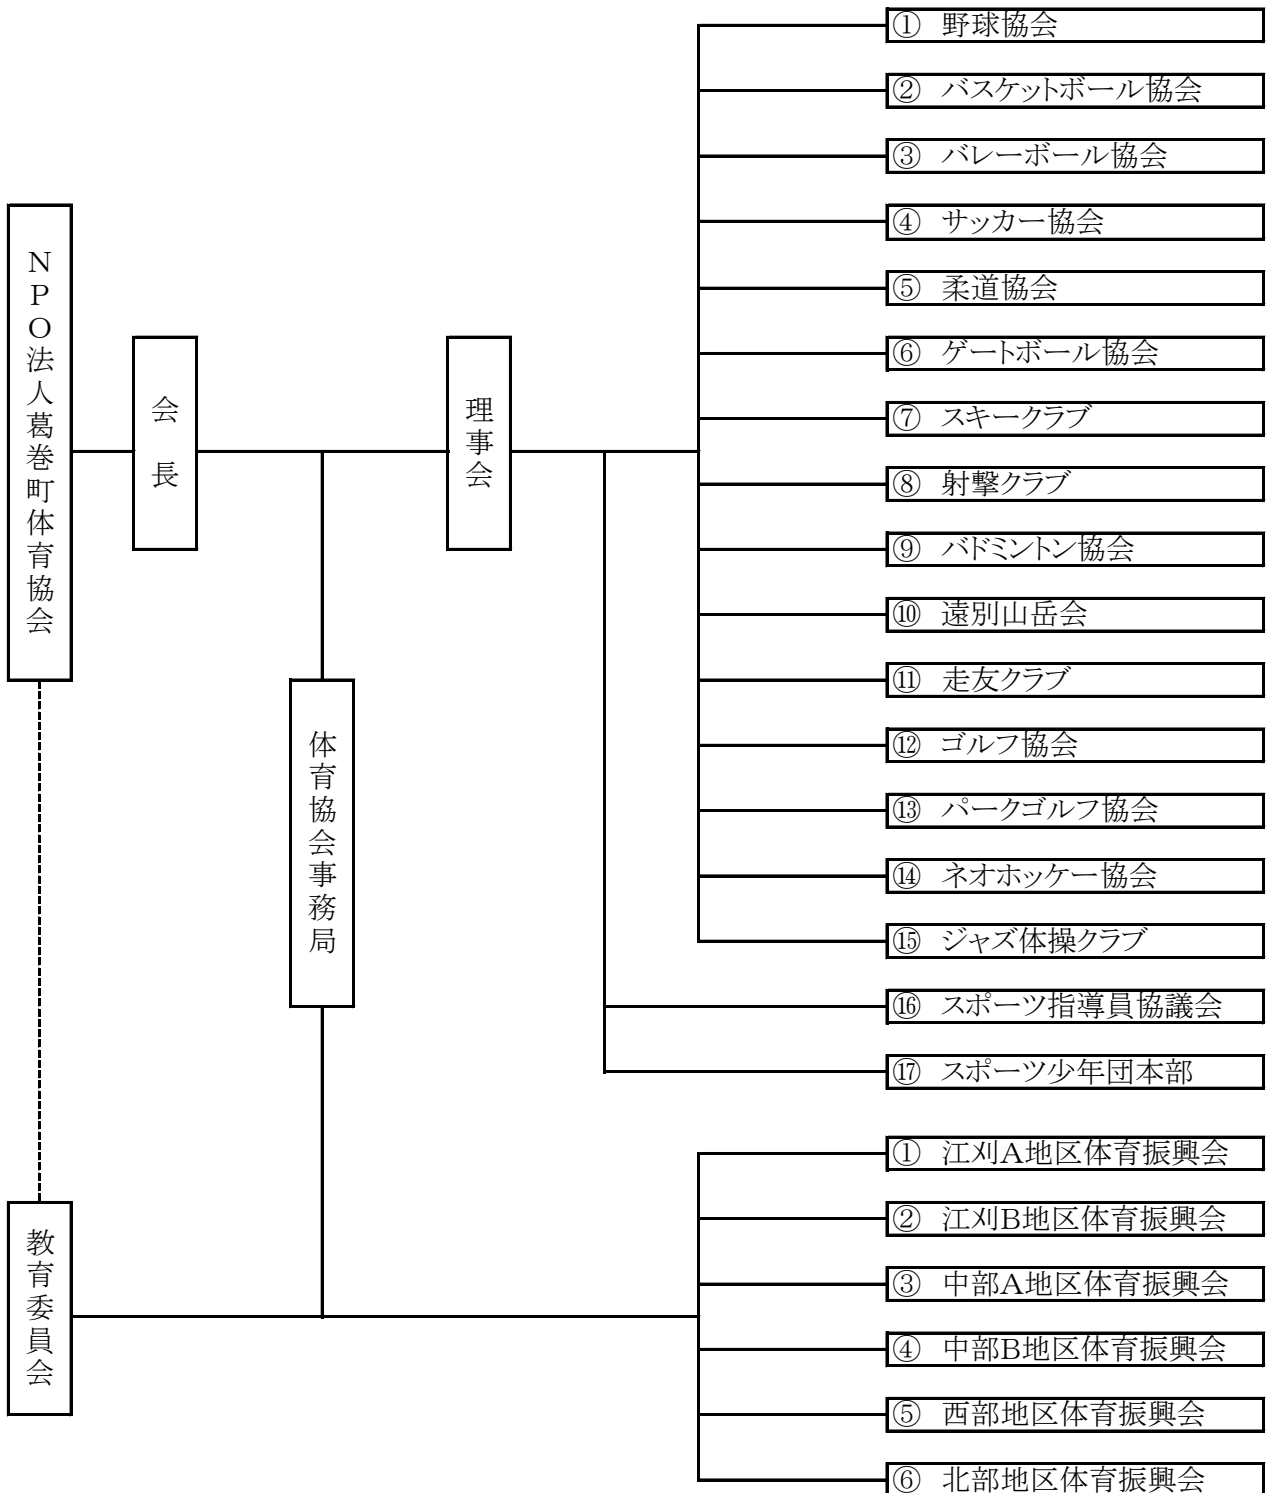 NPO法人葛巻町体育協会
会長
理事会
体育協会事務局
教育委員会
① 野球協会
② バスケットボール協会
③ バレーボール協会
④ サッカー協会
⑤ 柔道協会
⑥ ゲートボール協会
⑦ スキークラブ
⑧ 射撃クラブ
⑨ バドミントン協会
⑩ 遠別山岳会
⑪ 走友クラブ
⑫ ゴルフ協会
⑬ パークゴルフ協会
⑭ ネオホッケー協会
⑮ ジャズ体操クラブ
⑯ スポーツ指導員協議会
⑰ スポーツ少年団本部
① 江刈A地区体育振興会
② 江刈B地区体育振興会
③ 中部A地区体育振興会
④ 中部B地区体育振興会
⑤ 西部地区体育振興会
⑥ 北部地区体育振興会